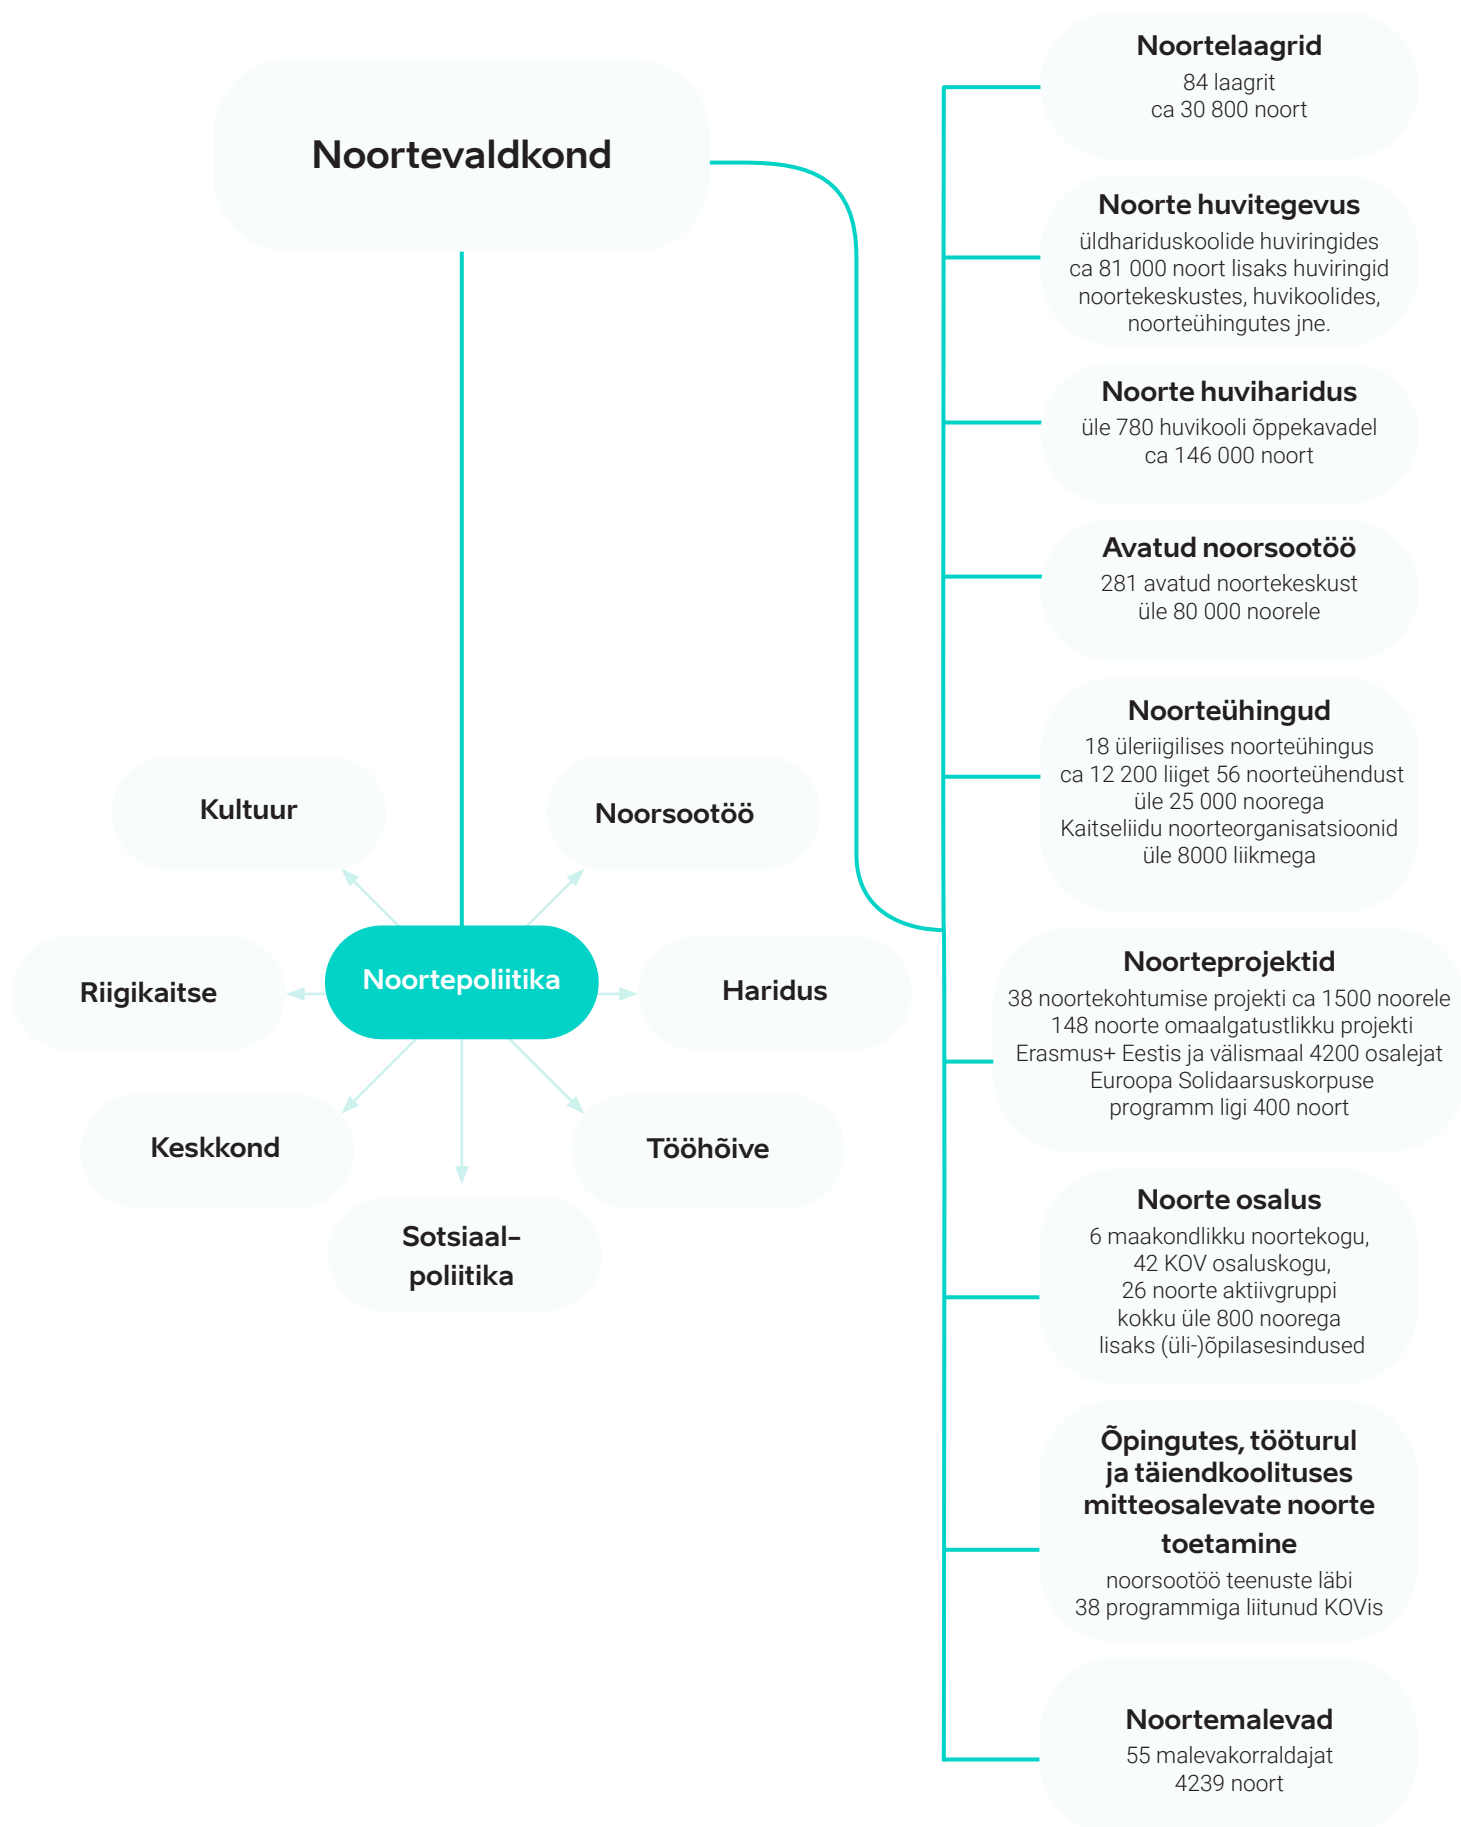 Noortevaldkond
Kultuur
Noorsootöö
Riigikaitse
Noortepoliitika
Haridus
Keskkond
Tööhõive
Sotsiaal-
poliitika
Noortelaagrid
84 laagrit
ca 30 800 noort
Noorte huvitegevus
üldhariduskoolide huviringides
ca 81 000 noort lisaks huviringid
noortekeskustes, huvikoolides,
noorteühingutes jne.
Noorte huviharidus
üle 780 huvikooli õppekavadel
ca 146 000 noort
Avatud noorsootöö
281 avatud noortekeskust
üle 80 000 noorele
Noorteühingud
18 üleriigilises noorteühingus
ca 12 200 liiget 56 noorteühendust
üle 25 000 noorega
Kaitseliidu noorteorganisatsioonid
üle 8000 liikmega
Noorteprojektid
38 noortekohtumise projekti ca 1500 noorele
148 noorte omaalgatustlikku projekti
Erasmus+ Eestis ja välismaal 4200 osalejat
Euroopa Solidaarsuskorpuse
programm ligi 400 noort
Noorte osalus
6 maakondlikku noortekogu,
42 KOV osaluskogu,
26 noorte aktiivgruppi
kokku üle 800 noorega
lisaks (üli-)õpilasesindused
Õpingutes, tööturul
ja täiendkoolituses
mitteosalevate noorte
toetamine
noorsootöö teenuste läbi
38 programmiga liitunud KOVis
Noortemalevad
55 malevakorraldajat
4239 noort